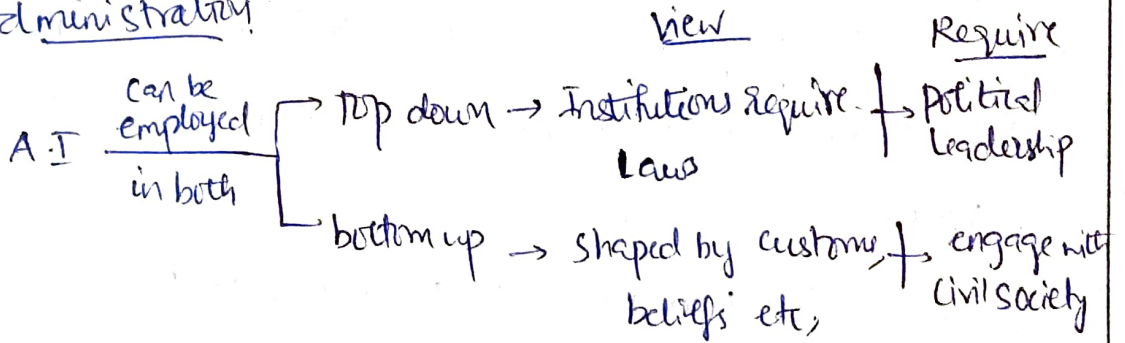 administration
View
Require
A.I can be employed in both
Top down → Institutions require → political
Laws
leadership
bottom up → shaped by customs, → engage with
beliefs etc,
civil society